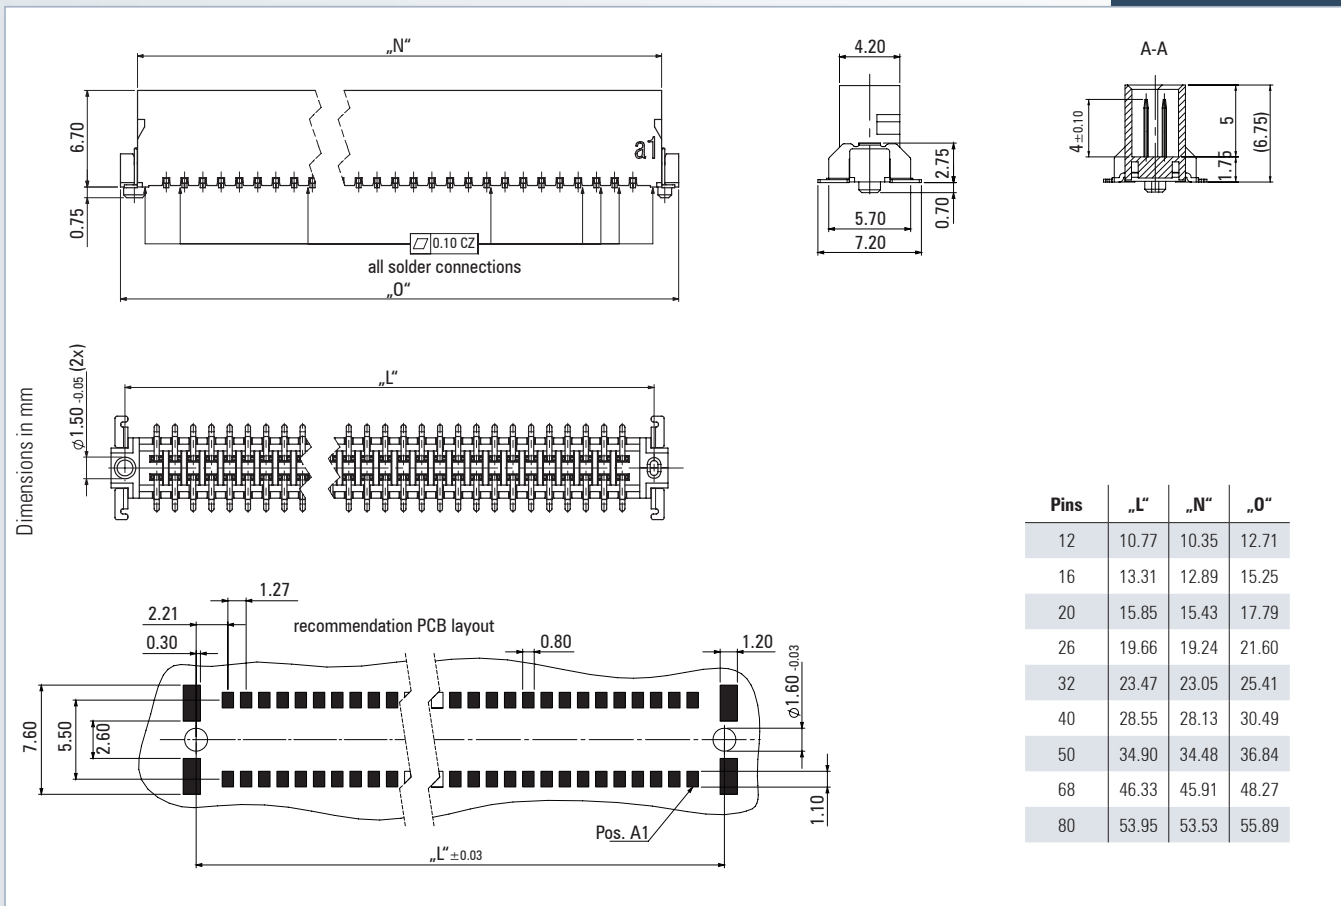 „N“
6.70
0.75
a1
0.10 CZ
all solder connections
„O“
4.20
2.75
0.70
5.70
7.20
A-A
4±0.10
5
1.75
(6.75)
Dimensions in mm
⌀1.50 -0.05 (2x)
„L“
1.27
2.21
0.30
recommendation PCB layout
0.80
1.20
⌀1.60 -0.03
7.60
5.50
2.60
1.10
Pos. A1
„L“±0.03
Pins „L“ „N“ „O“
12 10.77 10.35 12.71
16 13.31 12.89 15.25
20 15.85 15.43 17.79
26 19.66 19.24 21.60
32 23.47 23.05 25.41
40 28.55 28.13 30.49
50 34.90 34.48 36.84
68 46.33 45.91 48.27
80 53.95 53.53 55.89